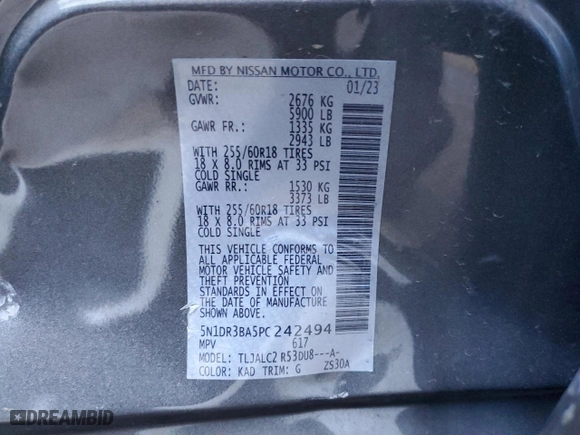 MFD BY NISSAN MOTOR CO., LTD.
DATE: 01/23
GVWR: 2676 KG
5900 LB
GAWR FR.: 1335 KG
2943 LB
WITH 255/60R18 TIRES
18 X 8.0 RIMS AT 33 PSI
COLD SINGLE
GAWR RR.: 1530 KG
3373 LB
WITH 255/60R18 TIRES
18 X 8.0 RIMS AT 33 PSI
COLD SINGLE
THIS VEHICLE CONFORMS TO
ALL APPLICABLE FEDERAL
MOTOR VEHICLE SAFETY AND
THEFT PREVENTION
STANDARDS IN EFFECT ON
THE DATE OF MANUFACTURE
SHOWN ABOVE.
5N1DR3BA5PC242494
MPV 617
MODEL: TLJALC2 R53DU8---A-
COLOR: KAD TRIM: G ZS30A
DREAMBID